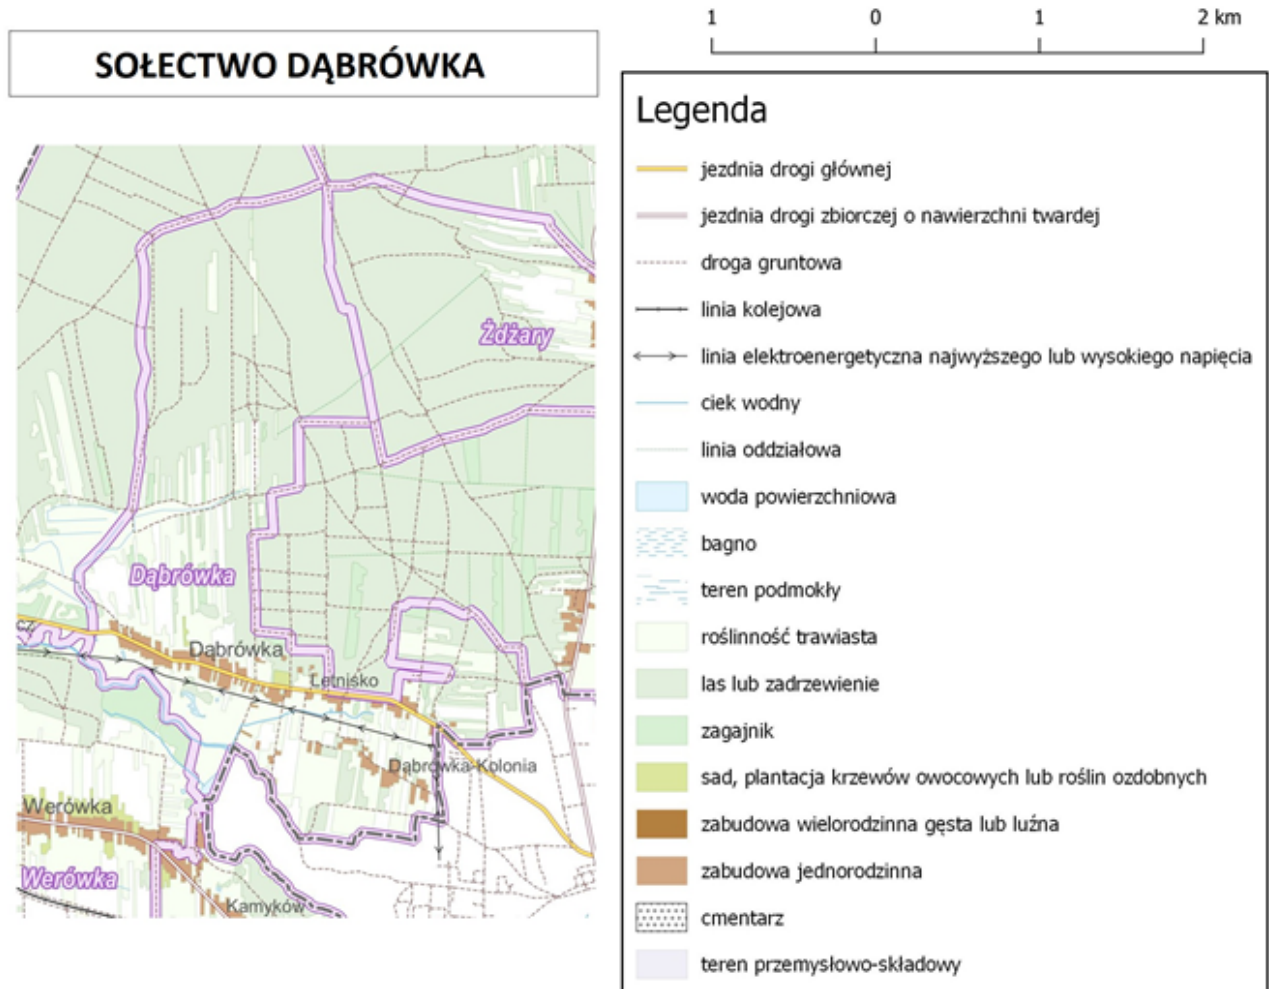 SOŁECTWO DĄBRÓWKA
1 0 1 2 km
Legenda
jezdnia drogi głównej
jezdnia drogi zbiorczej o nawierzchni twardej
droga gruntowa
linia kolejowa
linia elektroenergetyczna najwyższego lub wysokiego napięcia
ciek wodny
linia oddziałowa
woda powierzchniowa
bagno
teren podmokły
roślinność trawiasta
las lub zadrzewienie
zagajnik
sad, plantacja krzewów owocowych lub roślin ozdobnych
zabudowa wielorodzinna gęsta lub luźna
zabudowa jednorodzinna
cmentarz
teren przemysłowo-składowy
Żdżary
Dąbrówka
cz
Dąbrówka
Letnisko
Dąbrówka-Kolonia
Werówka
Werówka
Kamyków